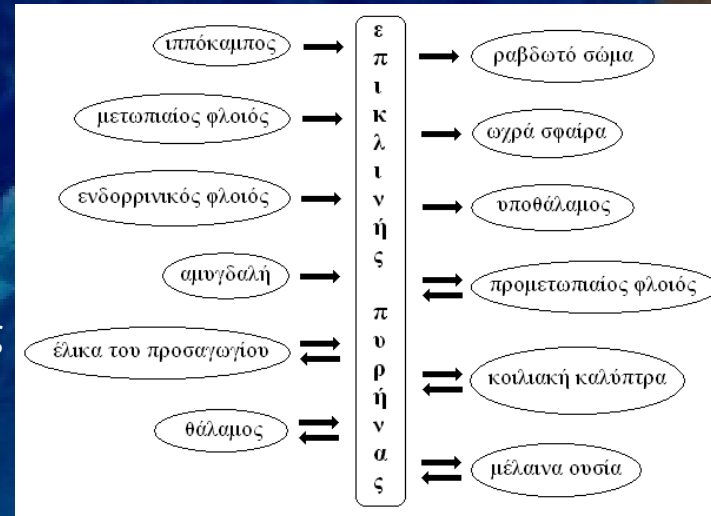 ιππόκαμπος
μετωπιαίος φλοιός
ενδορρινικός φλοιός
αμυγδαλή
έλικα του προσαγωγίου
θάλαμος
επικλινής πυρήνας
ραβδωτό σώμα
ωχρά σφαίρα
υποθάλαμος
προμετωπιαίος φλοιός
κοιλιακή καλύπτρα
μέλαινα ουσία